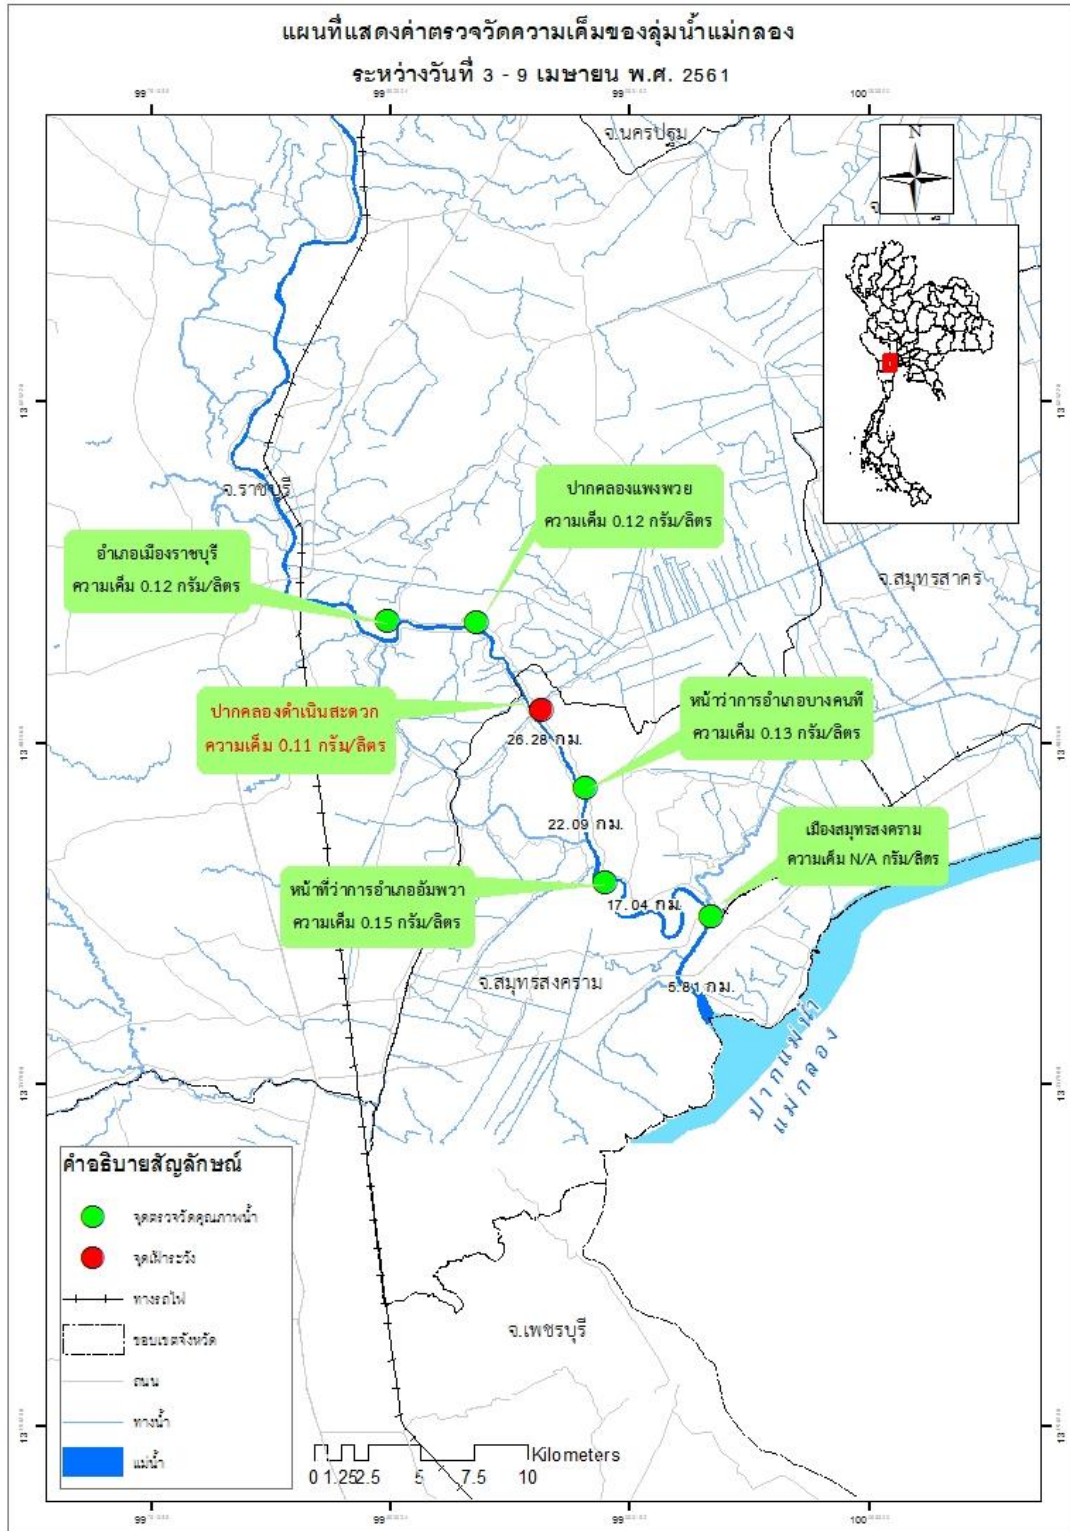 แผนที่แสดงค่าตรวจวัดความเค็มของลุ่มน้ำแม่กลอง
ระหว่างวันที่ 3 - 9 เมษายน พ.ศ. 2561
จ.นครปฐม
N
จ.ราชบุรี
ปากคลองแพงพวย
ความเค็ม 0.12 กรัม/ลิตร
อำเภอเมืองราชบุรี
ความเค็ม 0.12 กรัม/ลิตร
จ.สมุทรสาคร
ปากคลองดำเนินสะดวก
ความเค็ม 0.11 กรัม/ลิตร
หน้าว่าการอำเภอบางคนที
ความเค็ม 0.13 กรัม/ลิตร
26.28 กม.
22.09 กม.
เมืองสมุทรสงคราม
ความเค็ม N/A กรัม/ลิตร
หน้าที่ว่าการอำเภออัมพวา
ความเค็ม 0.15 กรัม/ลิตร
17.04 กม.
จ.สมุทรสงคราม
5.81 กม.
ปากแม่น้ำ
แม่กลอง
คำอธิบายสัญลักษณ์
จุดตรวจวัดคุณภาพน้ำ
จุดเฝ้าระวัง
ทางรถไฟ
ขอบเขตจังหวัด
ถนน
ทางน้ำ
แม่น้ำ
จ.เพชรบุรี
Kilometers
0 1.25 2.5 5 7.5 10